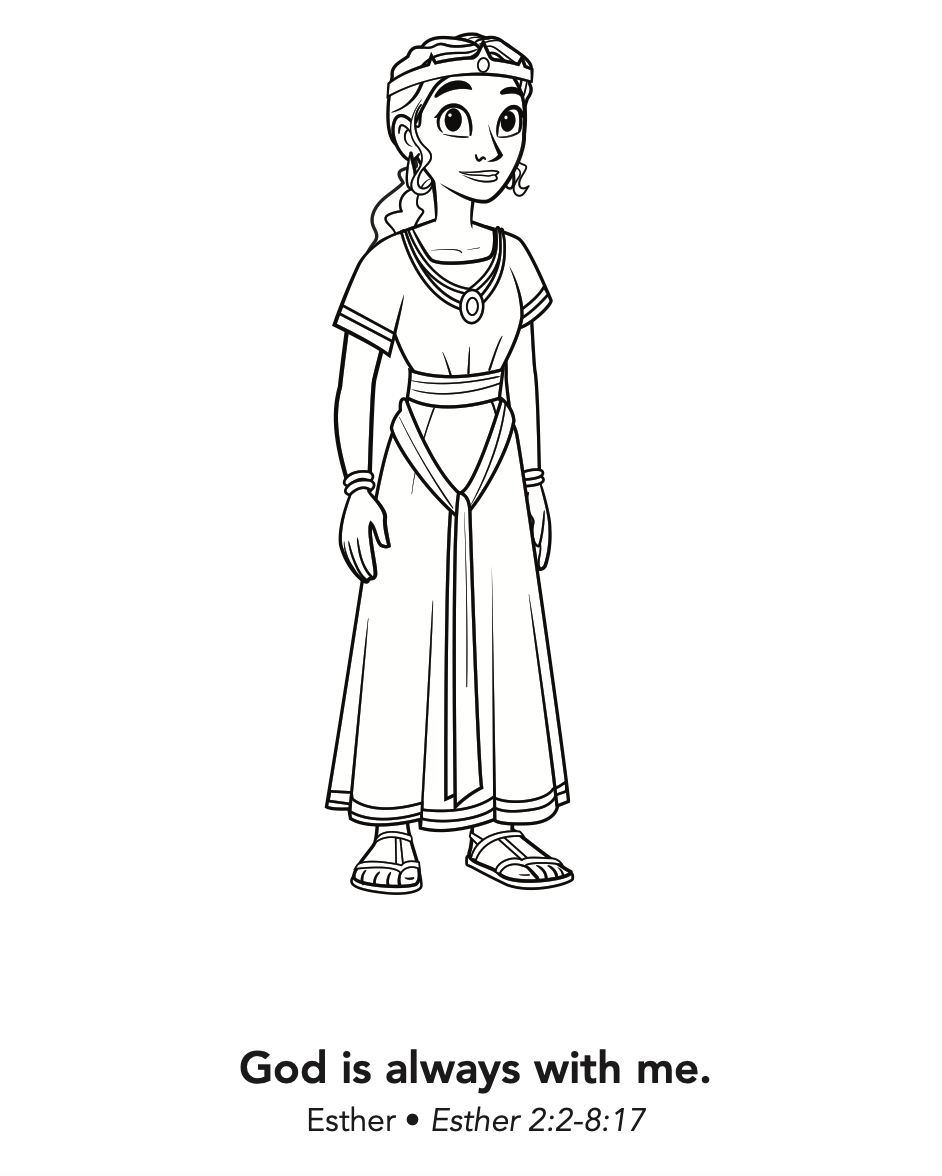 God is always with me.
Esther • Esther 2:2-8:17